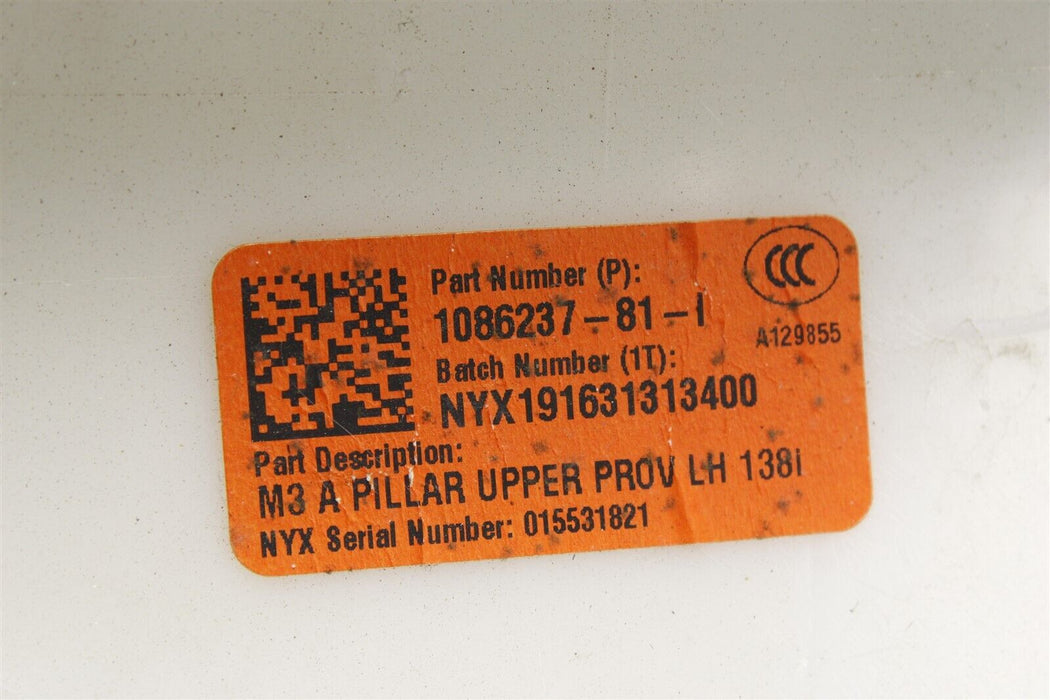 Part Number (P):
1086237-81-I
CCC
A129855
Batch Number (1T):
NYX191631313400
Part Description:
M3 A PILLAR UPPER PROV LH 138I
NYX Serial Number: 015531821